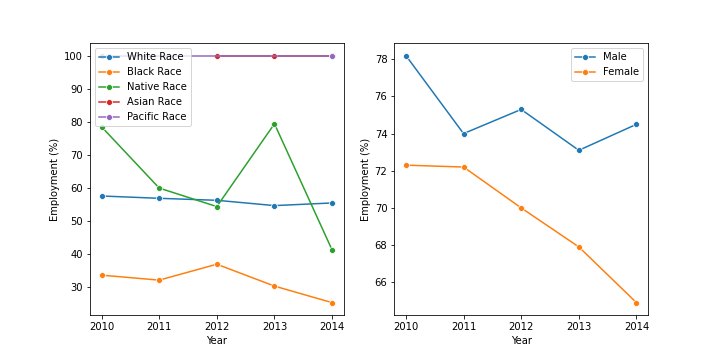 100
90
80
70
60
50
40
30
Employment (%)
White Race
Black Race
Native Race
Asian Race
Pacific Race
2010 2011 2012 2013 2014
Year
78
76
74
72
70
68
66
Employment (%)
Male
Female
2010 2011 2012 2013 2014
Year